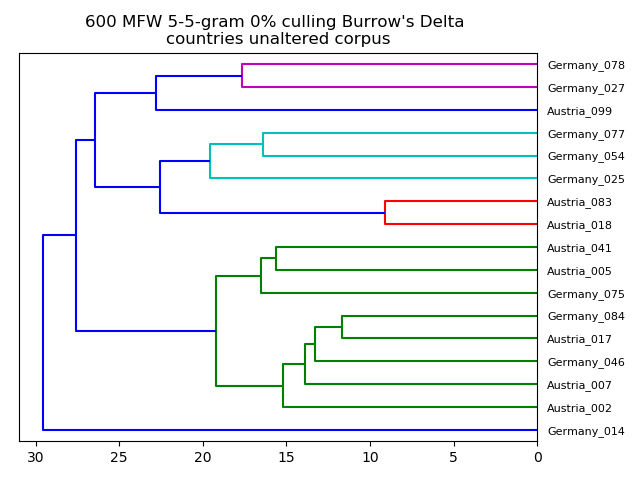 600 MFW 5-5-gram 0% culling Burrow's Delta
countries unaltered corpus
Germany_078
Germany_027
Austria_099
Germany_077
Germany_054
Germany_025
Austria_083
Austria_018
Austria_041
Austria_005
Germany_075
Germany_084
Austria_017
Germany_046
Austria_007
Austria_002
Germany_014
30 25 20 15 10 5 0